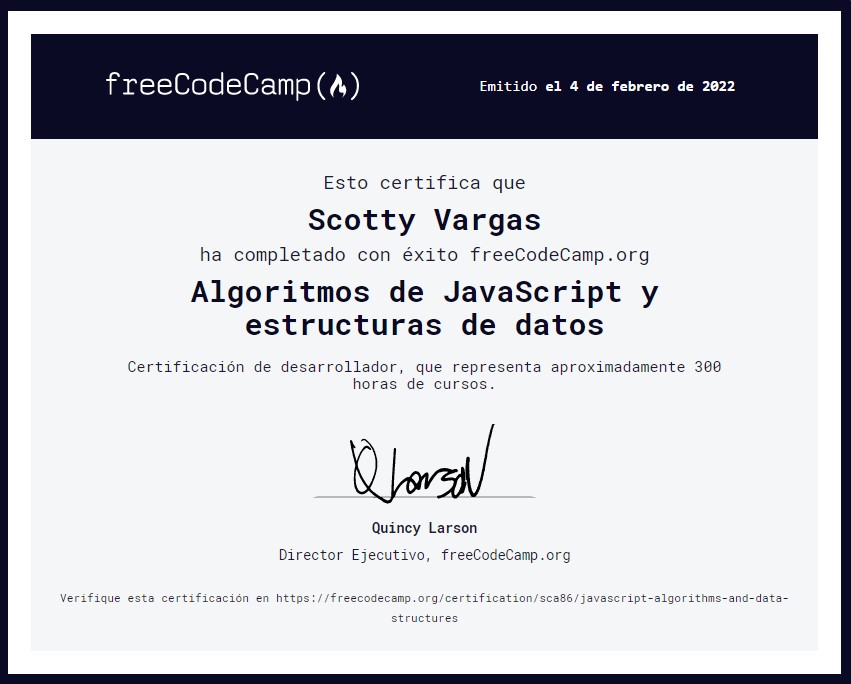 freeCodeCamp(🔥)
Emitido el 4 de febrero de 2022
Esto certifica que
Scotty Vargas
ha completado con éxito freeCodeCamp.org
Algoritmos de JavaScript y
estructuras de datos
Certificación de desarrollador, que representa aproximadamente 300
horas de cursos.
Q Larson
Quincy Larson
Director Ejecutivo, freeCodeCamp.org
Verifique esta certificación en https://freecodecamp.org/certification/sca86/javascript-algorithms-and-data-
structures